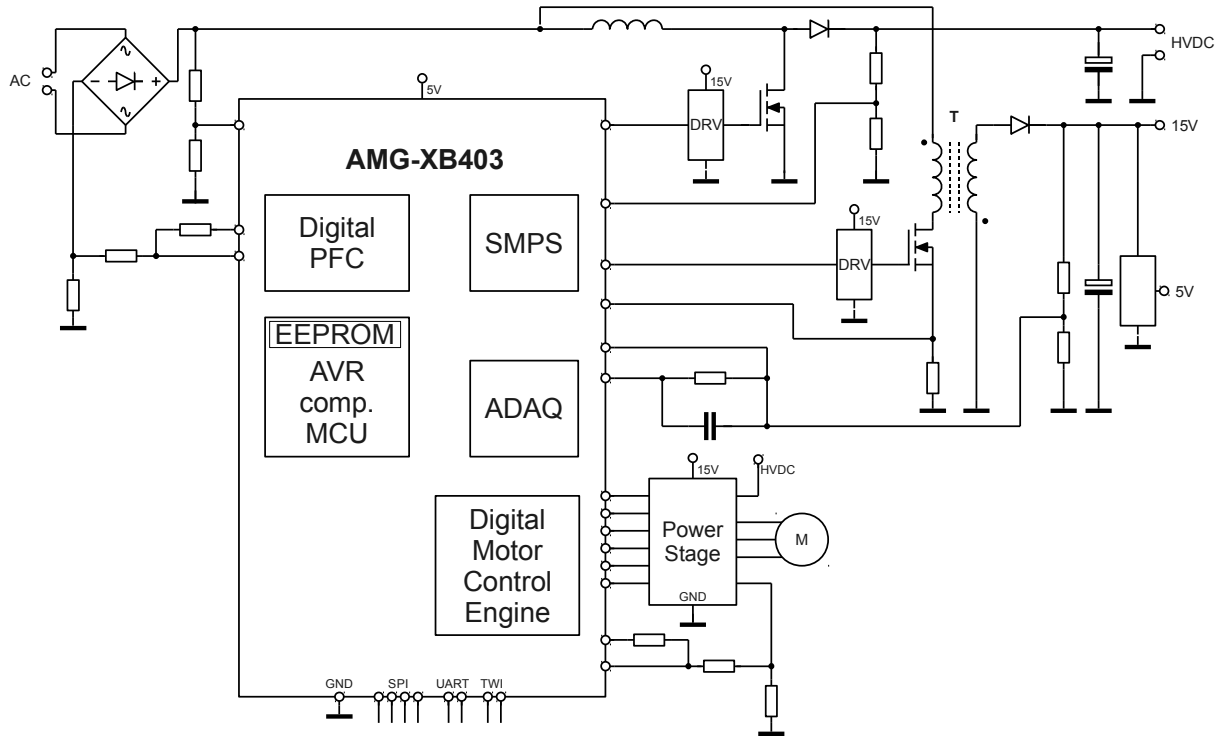 HVDC
AC
5V
15V
DRV
T
15V
AMG-XB403
Digital
PFC
SMPS
15V
DRV
5V
EEPROM
AVR
comp.
MCU
ADAQ
15V
HVDC
Digital
Motor
Control
Engine
Power
Stage
M
GND
GND
SPI
UART
TWI